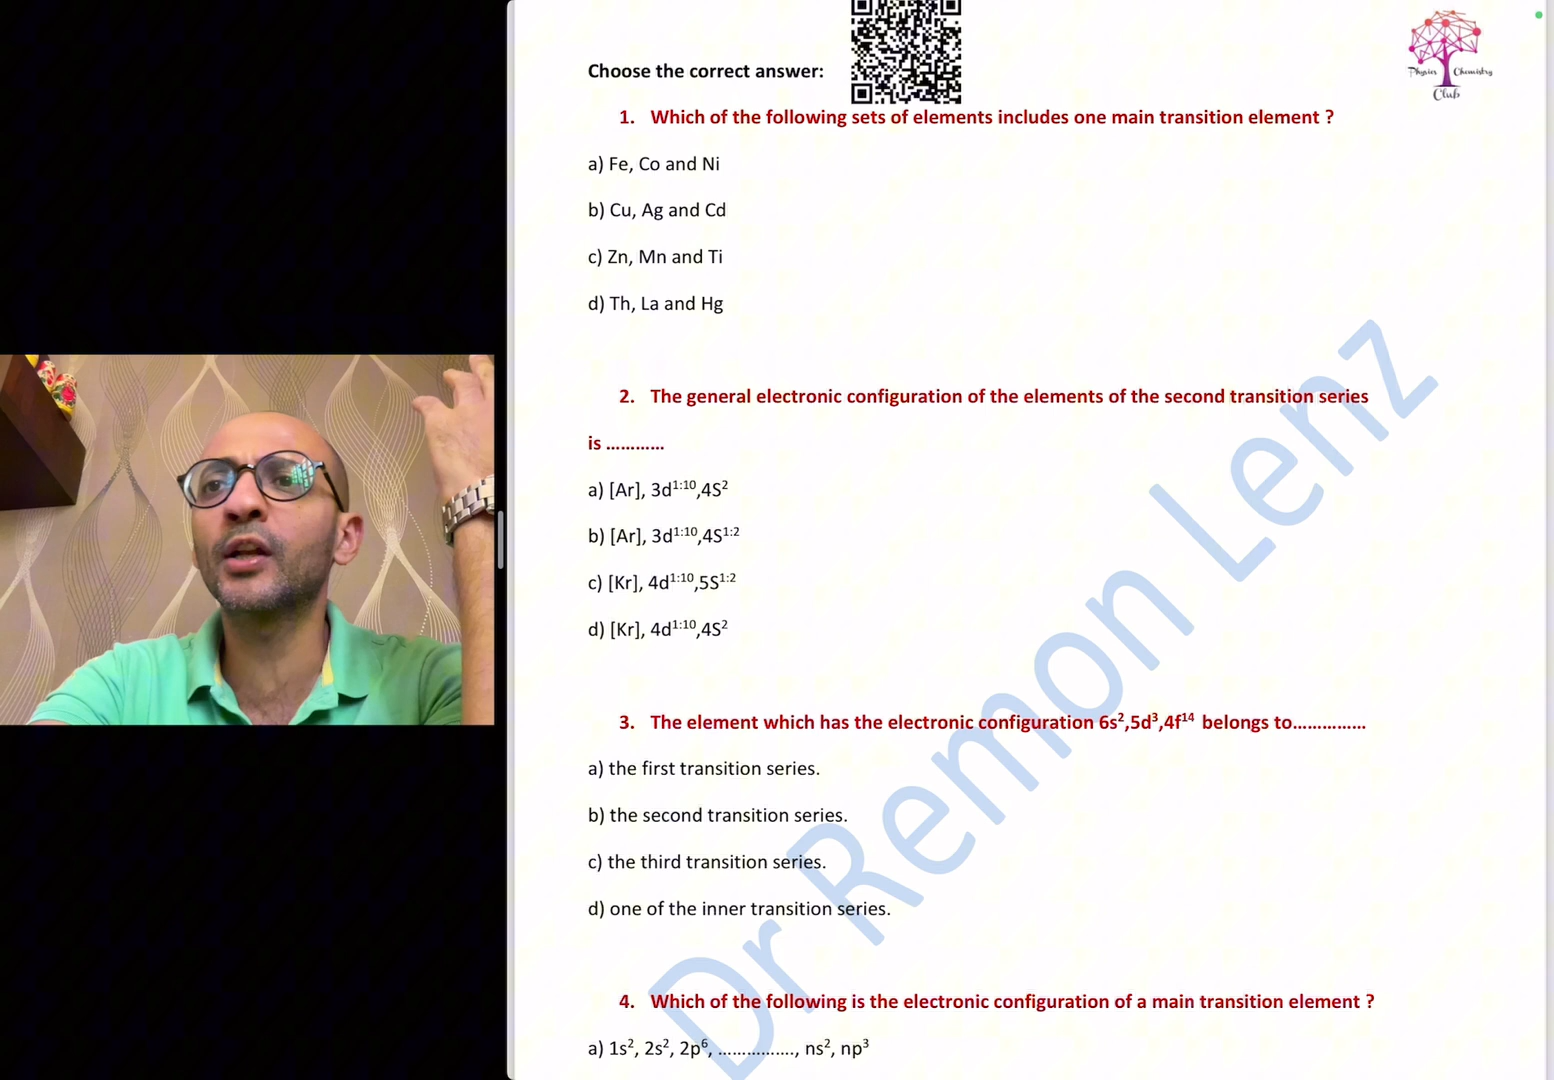 Physics Chemistry
Club
Choose the correct answer:
1. Which of the following sets of elements includes one main transition element ?
a) Fe, Co and Ni
b) Cu, Ag and Cd
c) Zn, Mn and Ti
d) Th, La and Hg
2. The general electronic configuration of the elements of the second transition series
is ............
a) [Ar], 3d¹:¹⁰,4S²
b) [Ar], 3d¹:¹⁰,4S¹:²
c) [Kr], 4d¹:¹⁰,5S¹:²
d) [Kr], 4d¹:¹⁰,4S²
3. The element which has the electronic configuration 6s²,5d³,4f¹⁴ belongs to...............
a) the first transition series.
b) the second transition series.
c) the third transition series.
d) one of the inner transition series.
4. Which of the following is the electronic configuration of a main transition element ?
a) 1s², 2s², 2p⁶, ................, ns², np³
Dr Remon Lenz